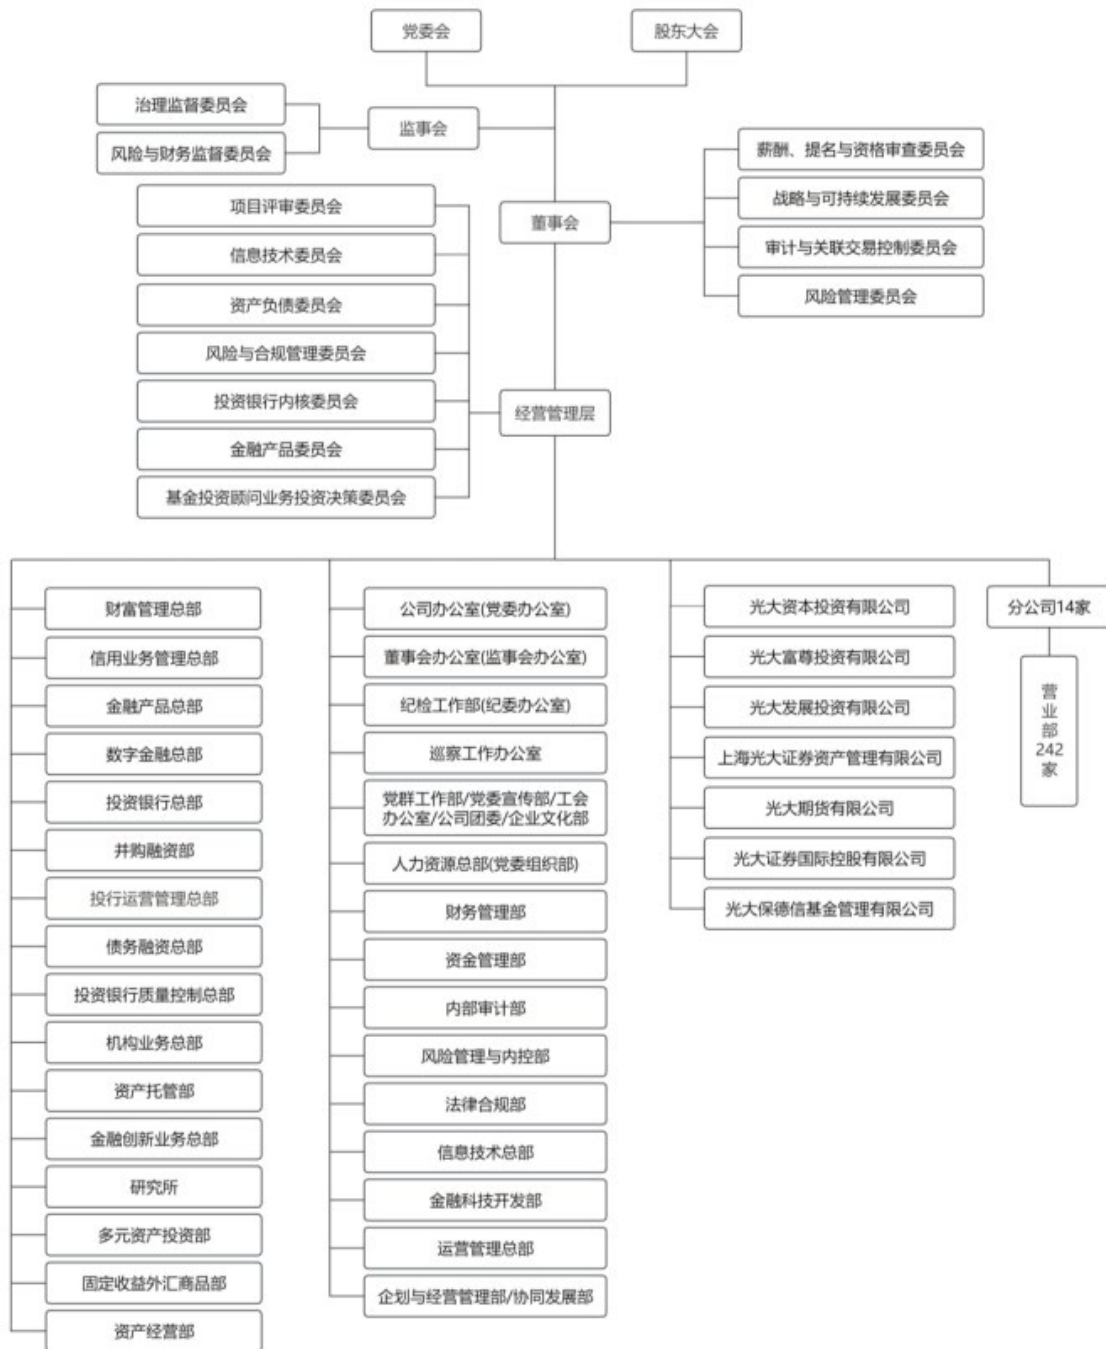 党委会
股东大会
治理监督委员会
监事会
风险与财务监督委员会
薪酬、提名与资格审查委员会
战略与可持续发展委员会
董事会
审计与关联交易控制委员会
风险管理委员会
项目评审委员会
信息技术委员会
资产负债委员会
风险与合规管理委员会
投资银行内核委员会
经营管理层
金融产品委员会
基金投资顾问业务投资决策委员会
财富管理总部
信用业务管理总部
金融产品总部
数字金融总部
投资银行总部
并购融资部
投行运营管理总部
债务融资总部
投资银行质量控制总部
机构业务总部
资产托管部
金融创新业务总部
研究所
多元资产投资部
固定收益外汇商品部
资产经营部
公司办公室(党委办公室)
董事会办公室(监事会办公室)
纪检工作部(纪委办公室)
巡察工作办公室
党群工作部/党委宣传部/工会
办公室/公司团委/企业文化部
人力资源总部(党委组织部)
财务管理部
资金管理部
内部审计部
风险管理与内控部
法律合规部
信息技术总部
金融科技开发部
运营管理总部
企划与经营管理部/协同发展部
光大资本投资有限公司
光大富尊投资有限公司
光大发展投资有限公司
上海光大证券资产管理有限公司
光大期货有限公司
光大证券国际控股有限公司
光大保德信基金管理有限公司
分公司14家
营
业
部
242
家